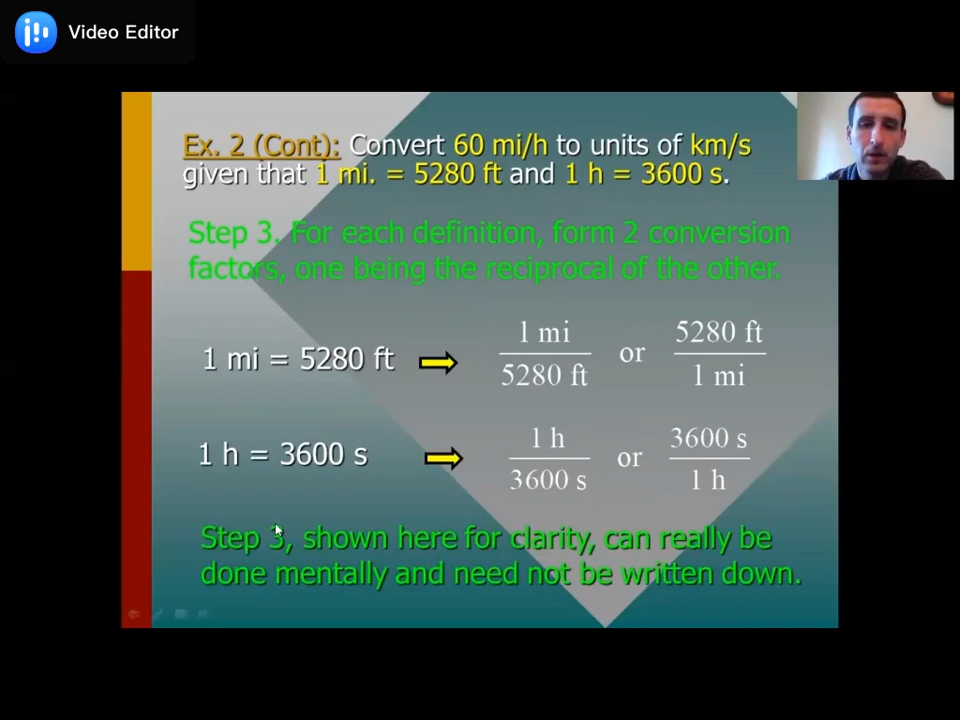 Video Editor
Ex. 2 (Cont): Convert 60 mi/h to units of km/s
given that 1 mi. = 5280 ft and 1 h = 3600 s.
Step 3. For each definition, form 2 conversion
factors, one being the reciprocal of the other.
1 mi = 5280 ft
1 mi
5280 ft
or
5280 ft
1 mi
1 h = 3600 s
1 h
3600 s
or
3600 s
1 h
Step 3, shown here for clarity, can really be
done mentally and need not be written down.